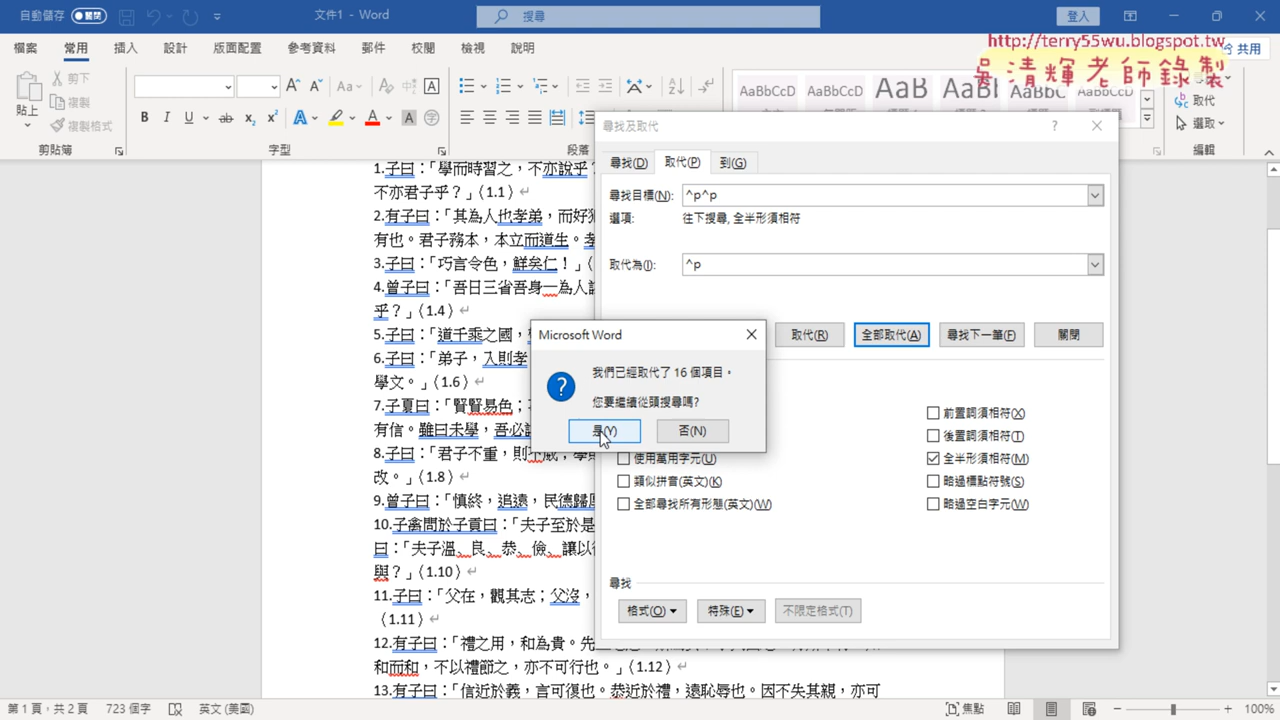 自動儲存 關閉 文件1 - Word 搜尋 登入
http://terry55wu.blogspot.tw
吳清輝老師錄製
檔案 常用 插入 設計 版面配置 參考資料 郵件 校閱 檢視 說明 共用
貼上 剪下 複製 複製格式 剪貼簿
B I U ab x₂ x² A A A 字型
段落
AaBbCcD AaBbCcD AaB AaBb AaBbC AaBbCcD
取代
選取
編輯
尋找及取代
尋找(D) 取代(P) 到(G)
尋找目標(N): ^p^p
選項: 往下搜尋, 全半形須相符
取代為(I): ^p
取代(R) 全部取代(A) 尋找下一筆(F) 關閉
Microsoft Word
我們已經取代了 16 個項目。
您要繼續從頭搜尋嗎?
是(Y) 否(N)
使用萬用字元(U)
類似拼音(英文)(K)
全部尋找所有形態(英文)(W)
前置詞須相符(X)
後置詞須相符(T)
全半形須相符(M)
略過標點符號(S)
略過空白字元(W)
尋找
格式(O) 特殊(E) 不限定格式(T)
1.子曰：「學而時習之，不亦說乎？
不亦君子乎？」（1.1）
2.有子曰：「其為人也孝弟，而好
有也。君子務本，本立而道生。孝
3.子曰：「巧言令色，鮮矣仁！」（
4.曾子曰：「吾日三省吾身─為人
乎？」（1.4）
5.子曰：「道千乘之國，
6.子曰：「弟子，入則孝
學文。」（1.6）
7.子夏曰：「賢賢易色；
有信。雖曰未學，吾必
8.子曰：「君子不重，則不威；學
改。」（1.8）
9.曾子曰：「慎終，追遠，民德歸
10.子禽問於子貢曰：「夫子至於是
曰：「夫子溫、良、恭、儉、讓以
與？」（1.10）
11.子曰：「父在，觀其志；父沒，
（1.11）
12.有子曰：「禮之用，和為貴。先
和而和，不以禮節之，亦不可行也。」（1.12）
13.有子曰：「信近於義，言可復也。恭近於禮，遠恥辱也。因不失其親，亦可
第 1 頁，共 2 頁 723 個字 英文 (美國) 焦點 100%